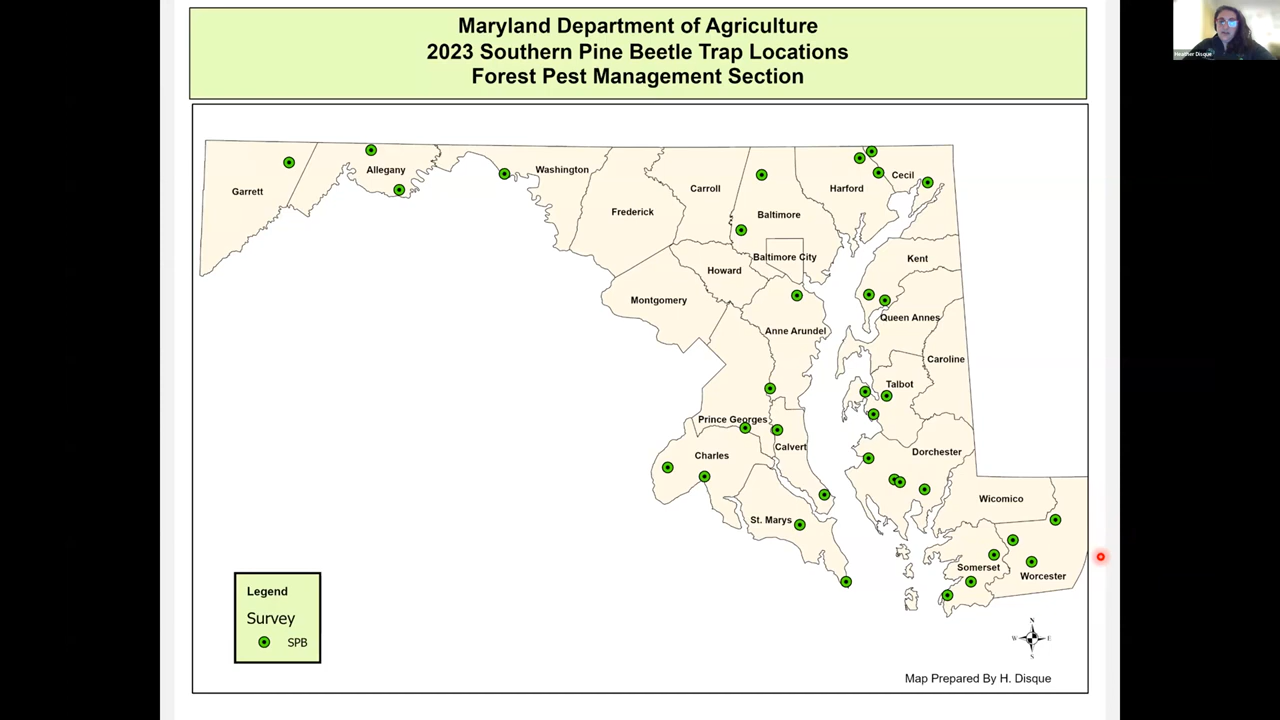 Maryland Department of Agriculture
2023 Southern Pine Beetle Trap Locations
Forest Pest Management Section
Heather Disque
Garrett
Allegany
Washington
Frederick
Carroll
Baltimore
Harford
Cecil
Baltimore City
Howard
Montgomery
Kent
Queen Annes
Anne Arundel
Caroline
Talbot
Prince Georges
Charles
Calvert
Dorchester
St. Marys
Wicomico
Somerset
Worcester
Legend
Survey
SPB
N
W
E
S
Map Prepared By H. Disque